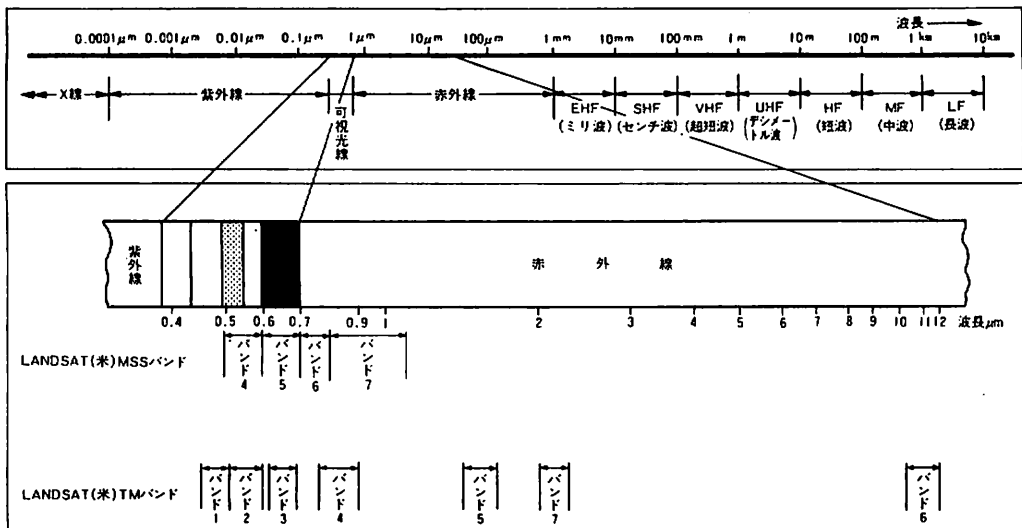 波長
0.0001μm 0.001μm 0.01μm 0.1μm 1μm 10μm 100μm 1mm 10mm 100mm 1m 10m 100m 1km 10km
X線 紫外線 可視光線 赤外線 EHF SHF VHF UHF HF MF LF
(ミリ波) (センチ波) (超短波) (デシメートル波) (短波) (中波) (長波)
紫外線 赤外線
0.4 0.5 0.6 0.7 0.9 1 2 3 4 5 6 7 8 9 10 11 12 波長μm
LANDSAT(米)MSSバンド バンド4 バンド5 バンド6 バンド7
LANDSAT(米)TMバンド バンド1 バンド2 バンド3 バンド4 バンド5 バンド7 バンド6